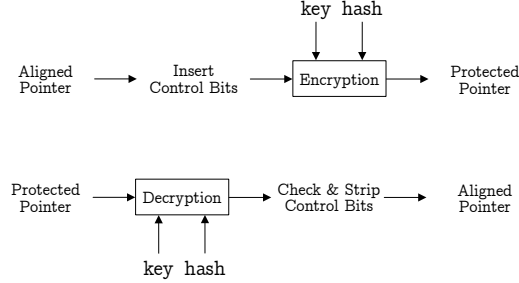 key hash
Aligned
Pointer
Insert
Control Bits
Encryption
Protected
Pointer
Protected
Pointer
Decryption
Check & Strip
Control Bits
Aligned
Pointer
key hash